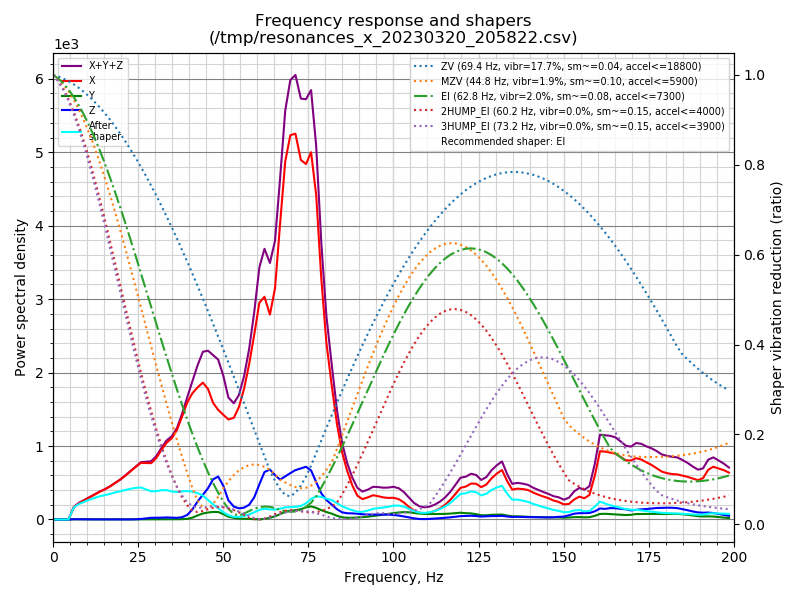 Frequency response and shapers
(/tmp/resonances_x_20230320_205822.csv)
1e3
X+Y+Z
X
Y
Z
After
shaper
ZV (69.4 Hz, vibr=17.7%, sm~=0.04, accel<=18800)
MZV (44.8 Hz, vibr=1.9%, sm~=0.10, accel<=5900)
EI (62.8 Hz, vibr=2.0%, sm~=0.08, accel<=7300)
2HUMP_EI (60.2 Hz, vibr=0.0%, sm~=0.15, accel<=4000)
3HUMP_EI (73.2 Hz, vibr=0.0%, sm~=0.15, accel<=3900)
Recommended shaper: EI
Power spectral density
6
5
4
3
2
1
0
1.0
0.8
0.6
0.4
0.2
0.0
Shaper vibration reduction (ratio)
0 25 50 75 100 125 150 175 200
Frequency, Hz